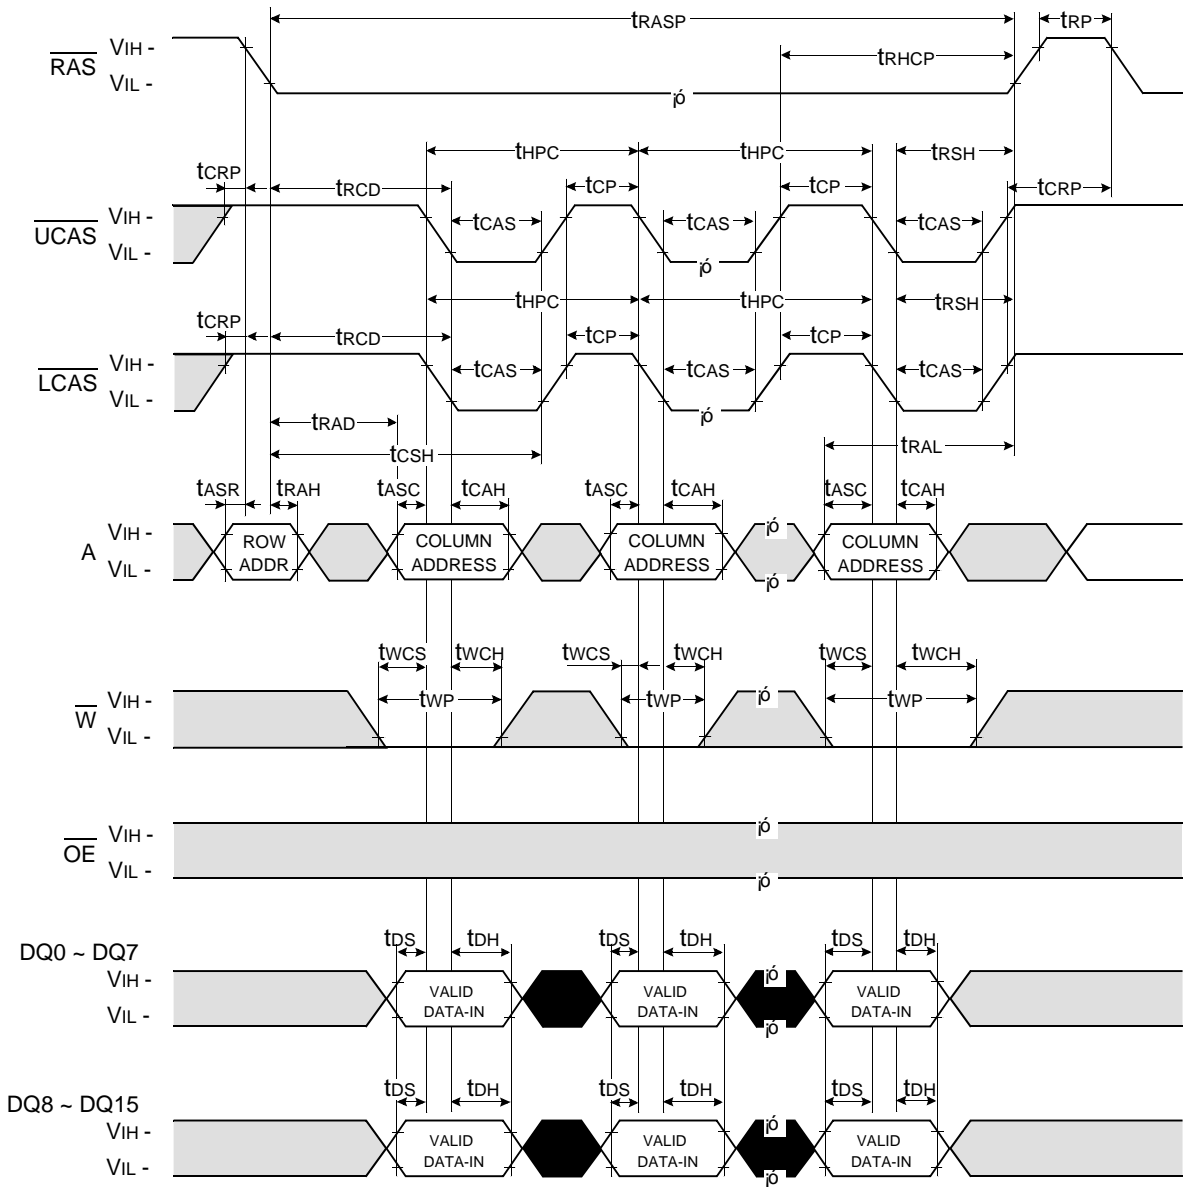 tRASP
tRP
RAS
VIH -
VIL -
tRHCP
¡ó
tHPC tHPC tRSH
tCRP tRCD tCP tCP tCRP
UCAS
VIH -
VIL -
tCAS tCAS tCAS
¡ó
tHPC tHPC tRSH
tCRP tRCD tCP tCP
LCAS
VIH -
VIL -
tCAS tCAS tCAS
¡ó
tRAD
tCSH
tRAL
tASR tRAH tASC tCAH tASC tCAH tASC tCAH
A
VIH -
VIL -
ROW ADDR
COLUMN ADDRESS
COLUMN ADDRESS
¡ó
¡ó
COLUMN ADDRESS
tWCS tWCH tWCS tWCH tWCS tWCH
tWP tWP tWP
W
VIH -
VIL -
¡ó
OE
VIH -
VIL -
¡ó
¡ó
tDS tDH tDS tDH tDS tDH
DQ0 ~ DQ7
VIH -
VIL -
VALID DATA-IN
VALID DATA-IN
¡ó
¡ó
VALID DATA-IN
tDS tDH tDS tDH tDS tDH
DQ8 ~ DQ15
VIH -
VIL -
VALID DATA-IN
VALID DATA-IN
¡ó
¡ó
VALID DATA-IN